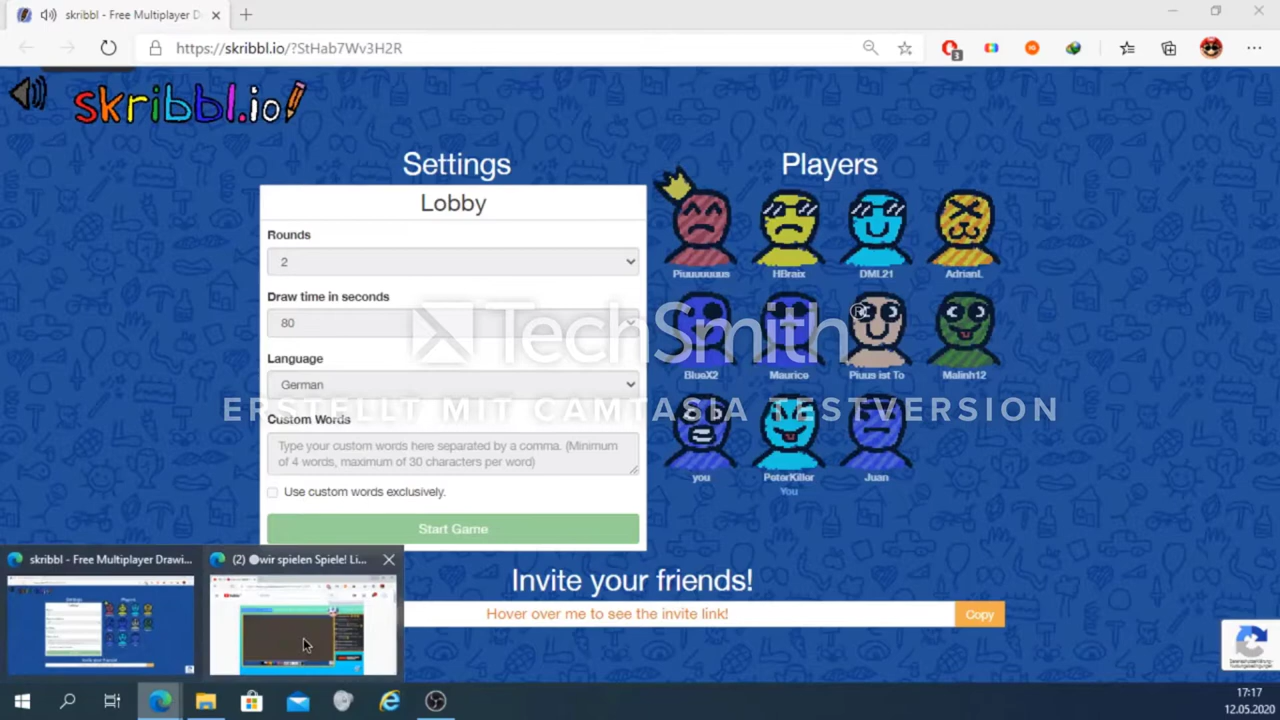 skribbl - Free Multiplayer D
https://skribbl.io/?StHab7Wv3H2R
3
skribbl.io
Settings
Players
Lobby
Rounds
2
Draw time in seconds
80
Language
German
Custom Words
Type your custom words here separated by a comma. (Minimum
of 4 words, maximum of 30 characters per word)
Use custom words exclusively.
Start Game
Piuuuuuus
HBraix
DML21
AdrianL
BlueX2
Maurice
Piuus ist To
Malinh12
you
PeterKiller
Juan
You
TechSmith®
ERSTELLT MIT CAMTASIA TESTVERSION
skribbl - Free Multiplayer Drawi...
(2) wir spielen Spiele! Li...
Invite your friends!
Hover over me to see the invite link!
Copy
17:17
12.05.2020